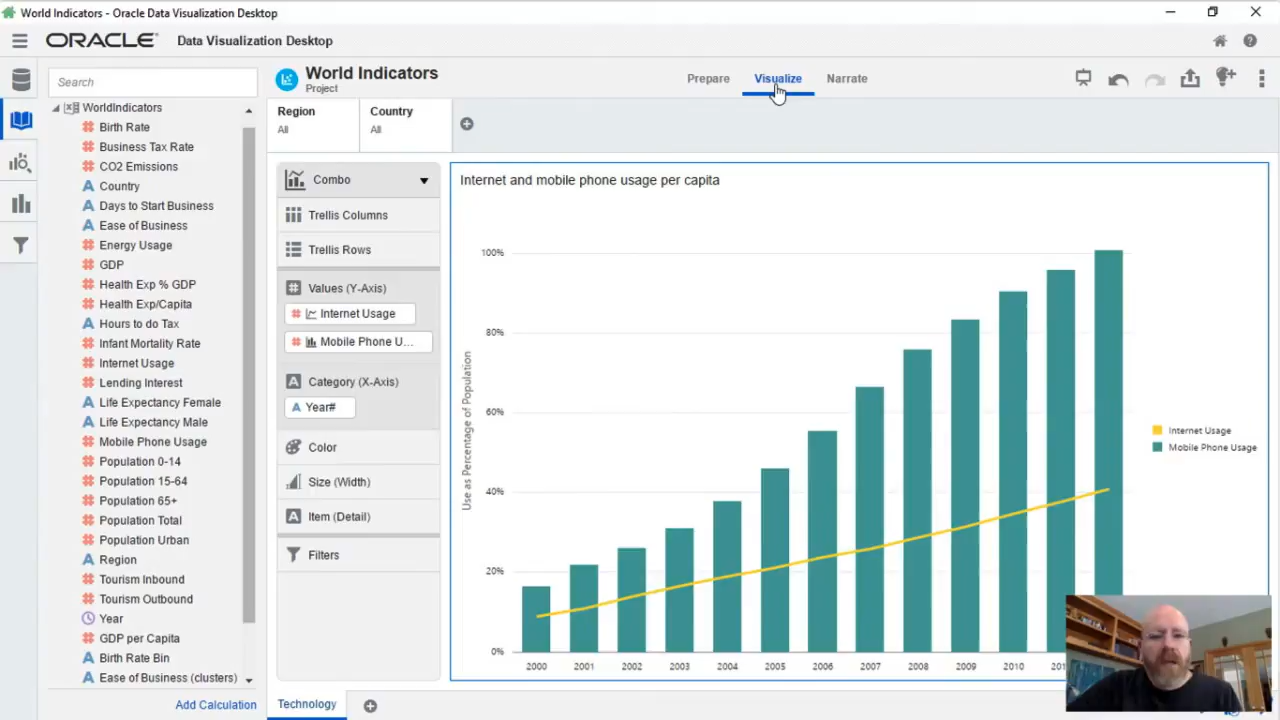 World Indicators - Oracle Data Visualization Desktop
ORACLE Data Visualization Desktop
Search
WorldIndicators
Birth Rate
Business Tax Rate
CO2 Emissions
Country
Days to Start Business
Ease of Business
Energy Usage
GDP
Health Exp % GDP
Health Exp/Capita
Hours to do Tax
Infant Mortality Rate
Internet Usage
Lending Interest
Life Expectancy Female
Life Expectancy Male
Mobile Phone Usage
Population 0-14
Population 15-64
Population 65+
Population Total
Population Urban
Region
Tourism Inbound
Tourism Outbound
Year
GDP per Capita
Birth Rate Bin
Ease of Business (clusters)
Add Calculation
World Indicators
Project
Prepare Visualize Narrate
Region Country
All All
Combo
Trellis Columns
Trellis Rows
Values (Y-Axis)
Internet Usage
Mobile Phone U...
Category (X-Axis)
Year#
Color
Size (Width)
Item (Detail)
Filters
Internet and mobile phone usage per capita
Use as Percentage of Population
100%
80%
60%
40%
20%
0%
2000 2001 2002 2003 2004 2005 2006 2007 2008 2009 2010
Internet Usage
Mobile Phone Usage
Technology